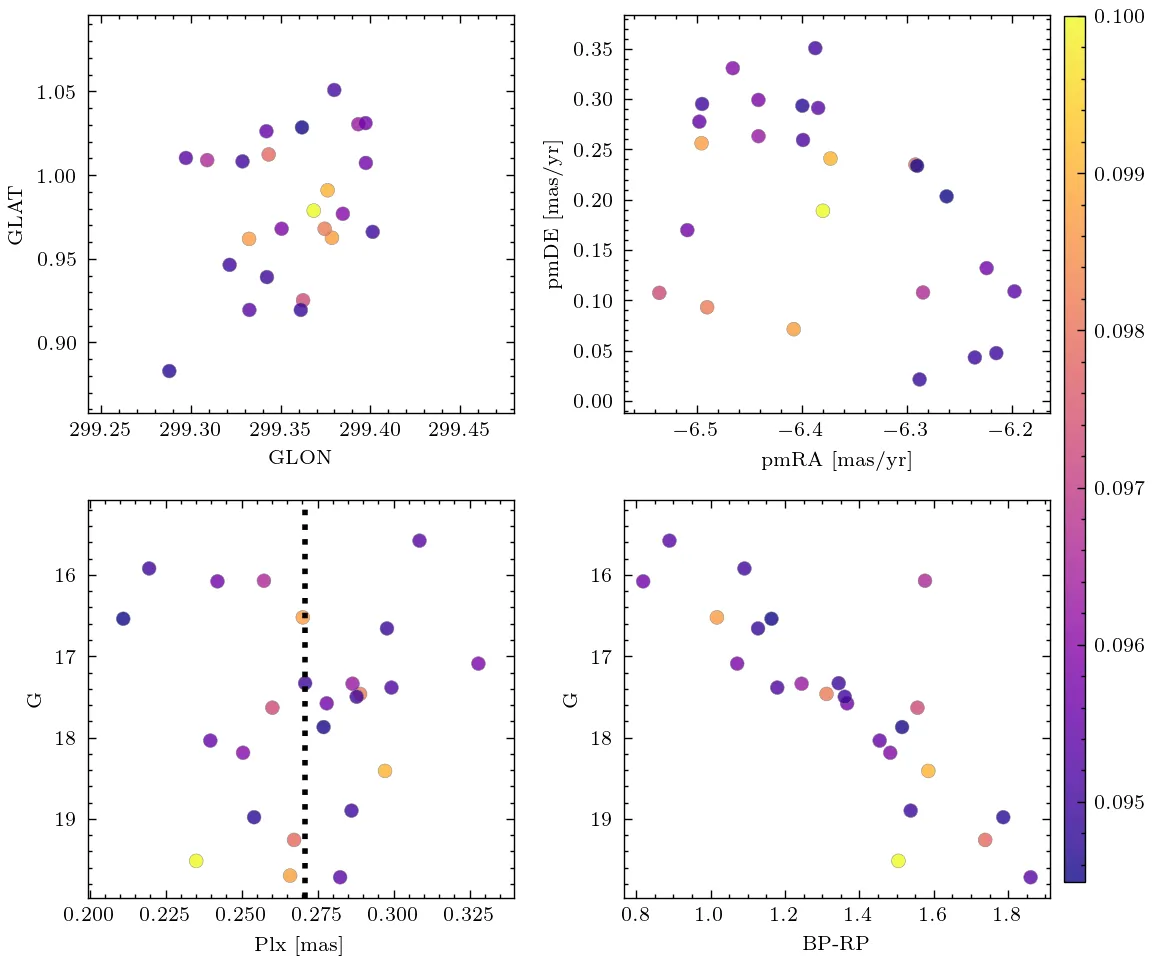 GLAT
1.05
1.00
0.95
0.90
299.25 299.30 299.35 299.40 299.45
GLON
pmDE [mas/yr]
0.35
0.30
0.25
0.20
0.15
0.10
0.05
0.00
−6.5 −6.4 −6.3 −6.2
pmRA [mas/yr]
0.100
0.099
0.098
0.097
0.096
0.095
G
16
17
18
19
0.200 0.225 0.250 0.275 0.300 0.325
Plx [mas]
G
16
17
18
19
0.8 1.0 1.2 1.4 1.6 1.8
BP-RP